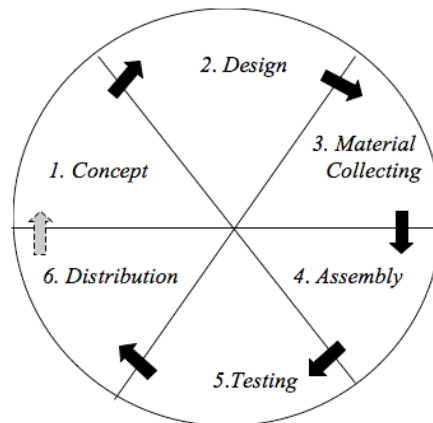 1. Concept
2. Design
3. Material
Collecting
4. Assembly
5.Testing
6. Distribution